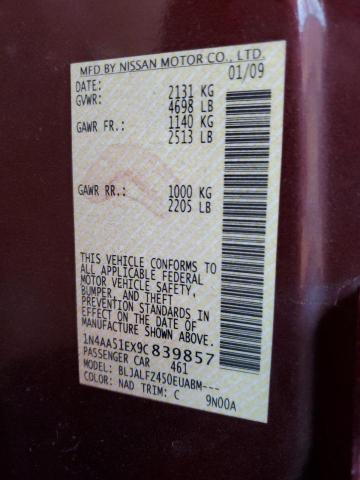 MFD BY NISSAN MOTOR CO., LTD.
DATE: 01/09
GVWR: 2131 KG
4698 LB
GAWR FR.: 1140 KG
2513 LB
GAWR RR.: 1000 KG
2205 LB
THIS VEHICLE CONFORMS TO
ALL APPLICABLE FEDERAL
MOTOR VEHICLE SAFETY,
BUMPER, AND THEFT
PREVENTION STANDARDS IN
EFFECT ON THE DATE OF
MANUFACTURE SHOWN ABOVE.
1N4AA51EX9C839857
PASSENGER CAR 461
MODEL: BLJALFZ450EUABM---
COLOR: NAD TRIM: C 9N00A